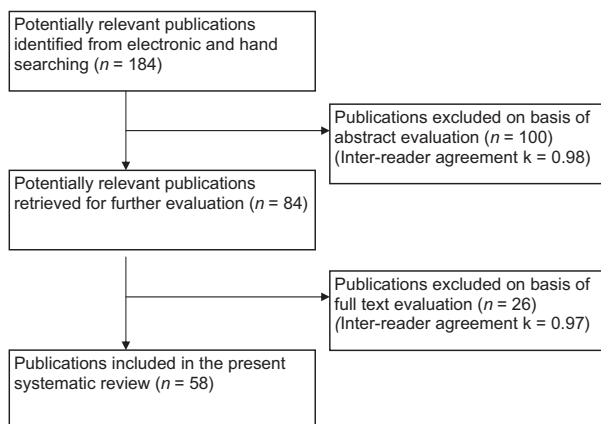 Potentially relevant publications
identified from electronic and hand
searching (n = 184)
Publications excluded on basis of
abstract evaluation (n = 100)
(Inter-reader agreement k = 0.98)
Potentially relevant publications
retrieved for further evaluation (n = 84)
Publications excluded on basis of
full text evaluation (n = 26)
(Inter-reader agreement k = 0.97)
Publications included in the present
systematic review (n = 58)